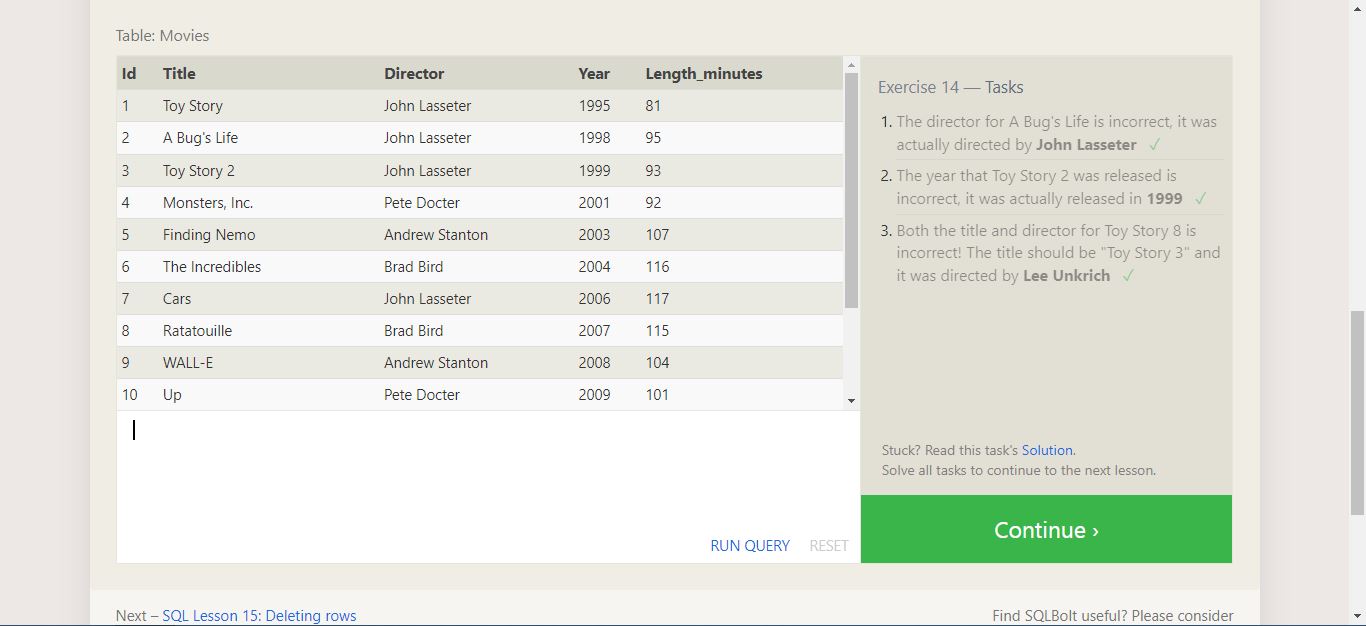 Table: Movies
Id Title Director Year Length_minutes
1 Toy Story John Lasseter 1995 81
2 A Bug's Life John Lasseter 1998 95
3 Toy Story 2 John Lasseter 1999 93
4 Monsters, Inc. Pete Docter 2001 92
5 Finding Nemo Andrew Stanton 2003 107
6 The Incredibles Brad Bird 2004 116
7 Cars John Lasseter 2006 117
8 Ratatouille Brad Bird 2007 115
9 WALL-E Andrew Stanton 2008 104
10 Up Pete Docter 2009 101
RUN QUERY RESET
Exercise 14 — Tasks
1. The director for A Bug's Life is incorrect, it was
actually directed by John Lasseter ✓
2. The year that Toy Story 2 was released is
incorrect, it was actually released in 1999 ✓
3. Both the title and director for Toy Story 8 is
incorrect! The title should be "Toy Story 3" and
it was directed by Lee Unkrich ✓
Stuck? Read this task's Solution.
Solve all tasks to continue to the next lesson.
Continue ›
Next – SQL Lesson 15: Deleting rows
Find SQLBolt useful? Please consider